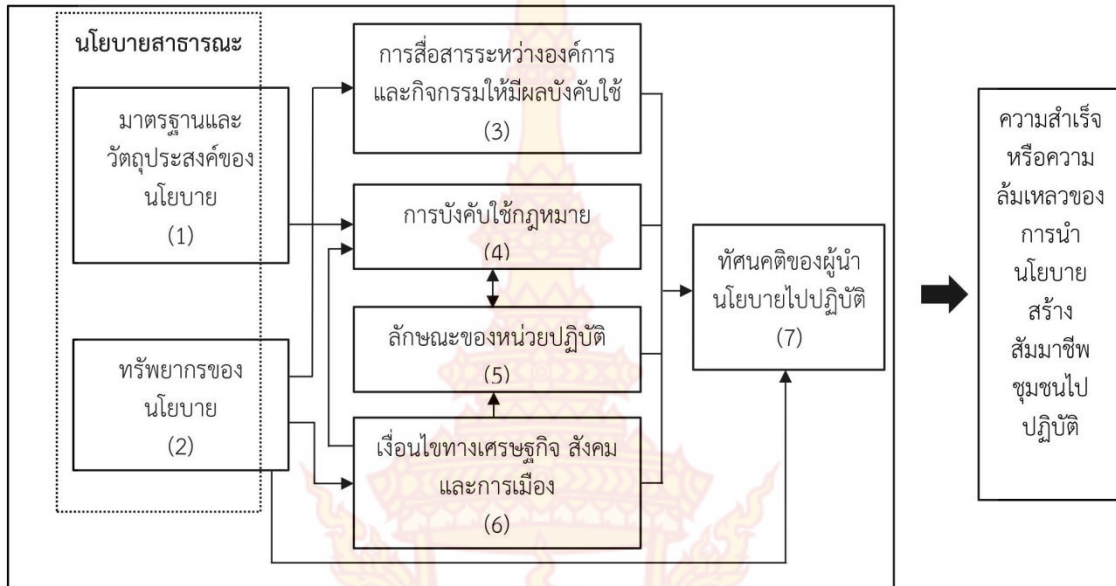 นโยบายสาธารณะ
มาตรฐานและ
วัตถุประสงค์ของ
นโยบาย
(1)
ทรัพยากรของ
นโยบาย
(2)
การสื่อสารระหว่างองค์การ
และกิจกรรมให้มีผลบังคับใช้
(3)
การบังคับใช้กฎหมาย
(4)
ลักษณะของหน่วยปฏิบัติ
(5)
เงื่อนไขทางเศรษฐกิจ สังคม
และการเมือง
(6)
ทัศนคติของผู้นำ
นโยบายไปปฏิบัติ
(7)
ความสำเร็จ
หรือความ
ล้มเหลวของ
การนำ
นโยบาย
สร้าง
สัมมาชีพ
ชุมชนไป
ปฏิบัติ